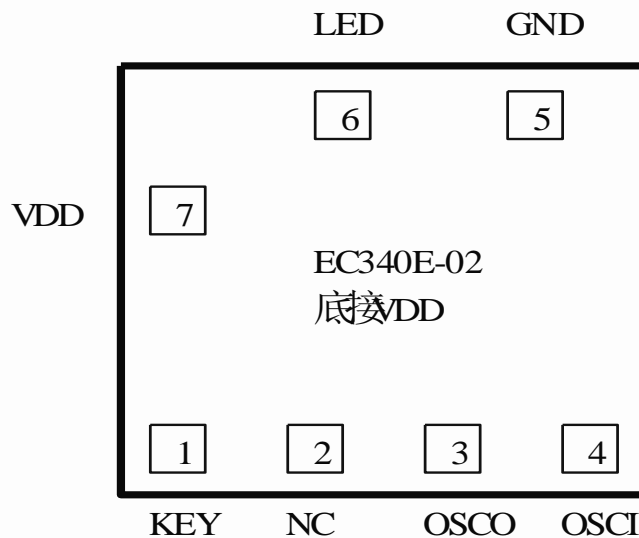 LED GND
6 5
VDD 7
EC340E-02
底接VDD
1 2 3 4
KEY NC OSCO OSCI